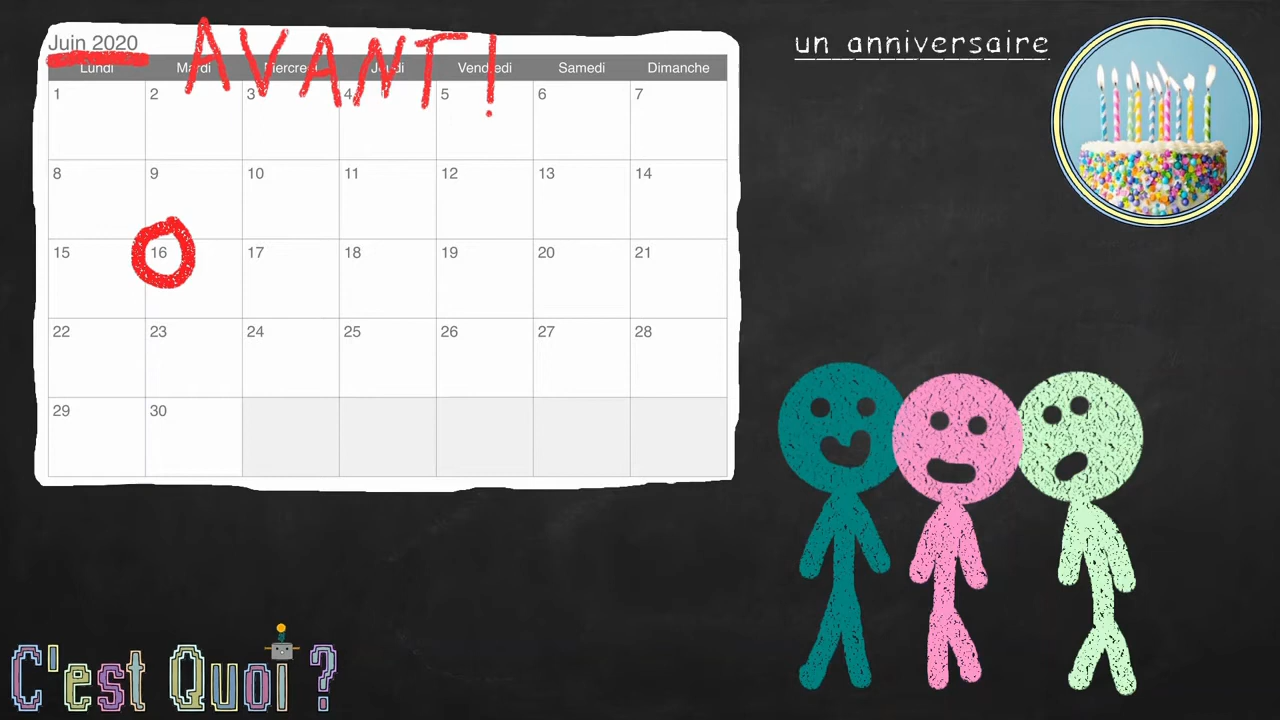 Juin 2020
AVANT!
un anniversaire
Lundi Mardi Mercredi Jeudi Vendredi Samedi Dimanche
1 2 3 4 5 6 7
8 9 10 11 12 13 14
15 16 17 18 19 20 21
22 23 24 25 26 27 28
29 30
C'est Quoi ?